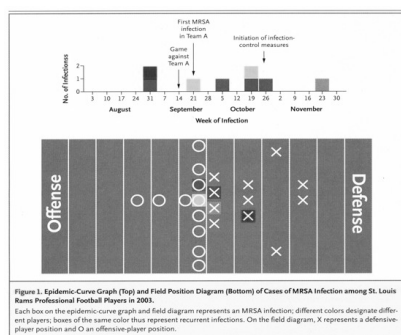 First MRSA
infection
in Team A
Initiation of infection-
control measures
Game
against
Team A
No. of Infections
2
1
0
3 10 17 24 31 7 14 21 28 5 12 19 26 2 9 16 23 30
August September October November
Week of Infection
Offense
Defense
Figure 1. Epidemic-Curve Graph (Top) and Field Position Diagram (Bottom) of Cases of MRSA Infection among St. Louis
Rams Professional Football Players in 2003.
Each box on the epidemic-curve graph and field diagram represents an MRSA infection; different colors designate differ-
ent players; boxes of the same color thus represent recurrent infections. On the field diagram, X represents a defensive-
player position and O an offensive-player position.